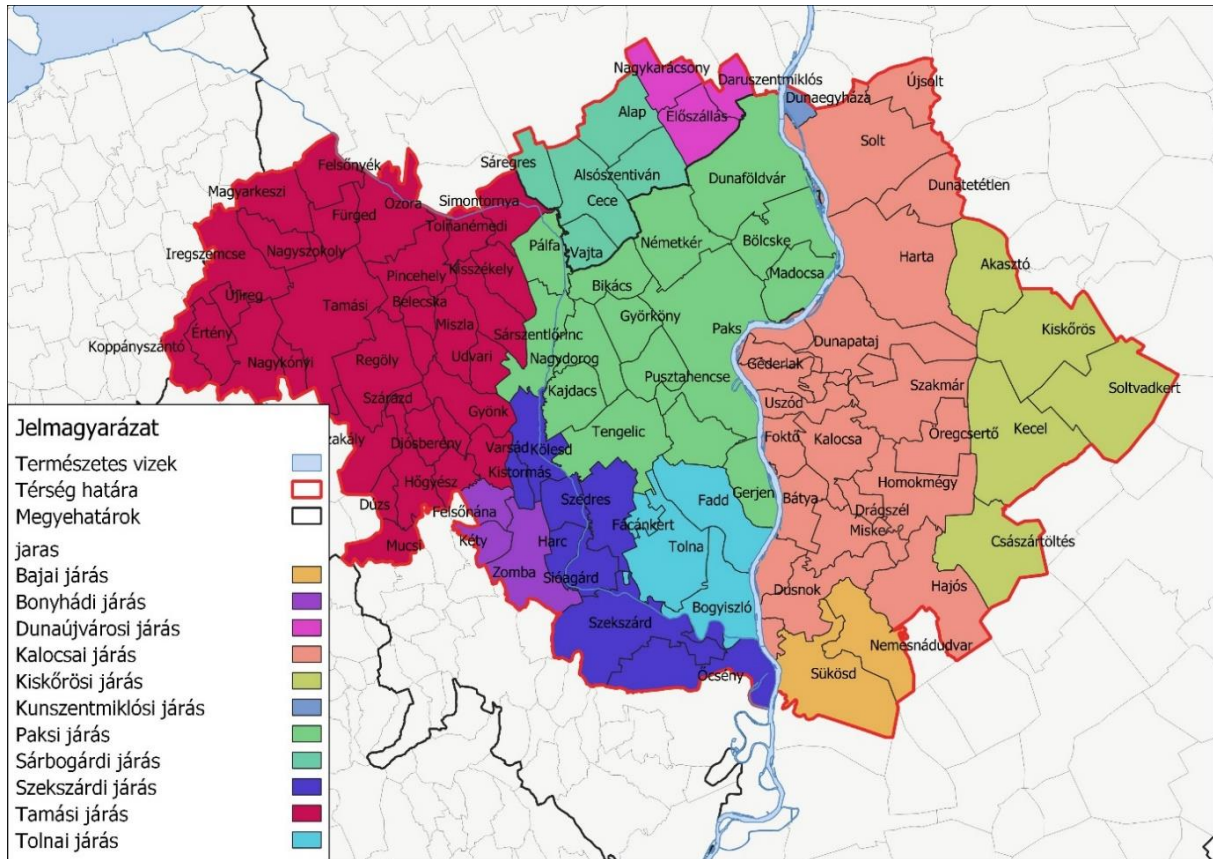 Nagykarácsony
Daruszentmiklós
Dunaegyháza
Újsolt
Alap
Előszállás
Solt
Sáregres
Felsőnyék
Alsószentiván
Dunaföldvár
Dunatetétlen
Magyarkeszi
Ozora
Simontornya
Cece
Fürged
Tolnanémedi
Iregszemcse
Nagyszokoly
Pálfa
Vajta
Németkér
Bölcske
Harta
Akasztó
Pincehely
Kisszékely
Madocsa
Újireg
Tamási
Belecska
Bikács
Értény
Miszla
Györköny
Paks
Kiskőrös
Koppányszántó
Sárszentlőrinc
Dunapataj
Nagykónyi
Regöly
Udvari
Nagydorog
Géderlak
Szakmár
Soltvadkert
Pusztahencse
Kajdacs
Szárazd
Uszód
Gyönk
Öregcsertő
Kecel
Tengelic
Foktő
Kalocsa
Szakály
Diósberény
Varsád
Kölesd
Kistormás
Homokmégy
Hőgyész
Szedres
Fadd
Gerjen
Bátya
Dúzs
Felsőnána
Fácánkert
Drágszél
Miske
Császártöltés
Mucsi
Kéty
Harc
Tolna
Zomba
Sióagárd
Dusnok
Hajós
Bogyiszló
Szekszárd
Nemesnádudvar
Őcsény
Sükösd
Jelmagyarázat
Természetes vizek
Térség határa
Megyehatárok
jaras
Bajai járás
Bonyhádi járás
Dunaújvárosi járás
Kalocsai járás
Kiskőrösi járás
Kunszentmiklósi járás
Paksi járás
Sárbogárdi járás
Szekszárdi járás
Tamási járás
Tolnai járás